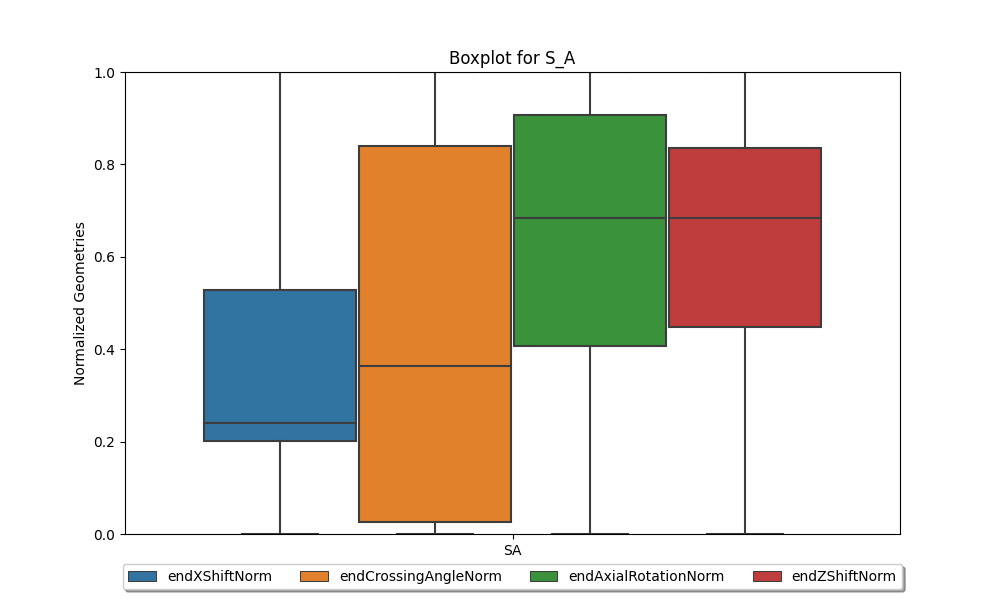 Boxplot for S_A
1.0
0.8
0.6
0.4
0.2
0.0
Normalized Geometries
SA
endXShiftNorm endCrossingAngleNorm endAxialRotationNorm endZShiftNorm